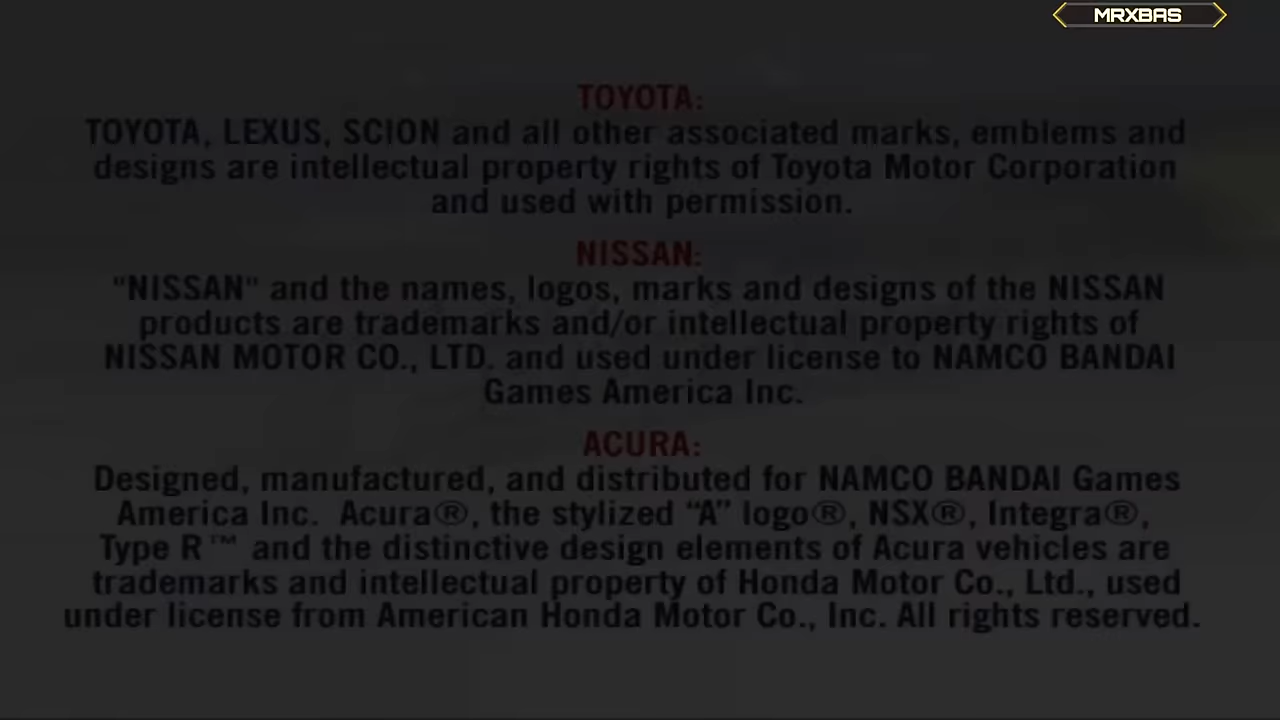 MRXBAS
TOYOTA:
TOYOTA, LEXUS, SCION and all other associated marks, emblems and
designs are intellectual property rights of Toyota Motor Corporation
and used with permission.
NISSAN:
"NISSAN" and the names, logos, marks and designs of the NISSAN
products are trademarks and/or intellectual property rights of
NISSAN MOTOR CO., LTD. and used under license to NAMCO BANDAI
Games America Inc.
ACURA:
Designed, manufactured, and distributed for NAMCO BANDAI Games
America Inc. Acura®, the stylized “A” logo®, NSX®, Integra®,
Type R™ and the distinctive design elements of Acura vehicles are
trademarks and intellectual property of Honda Motor Co., Ltd., used
under license from American Honda Motor Co., Inc. All rights reserved.